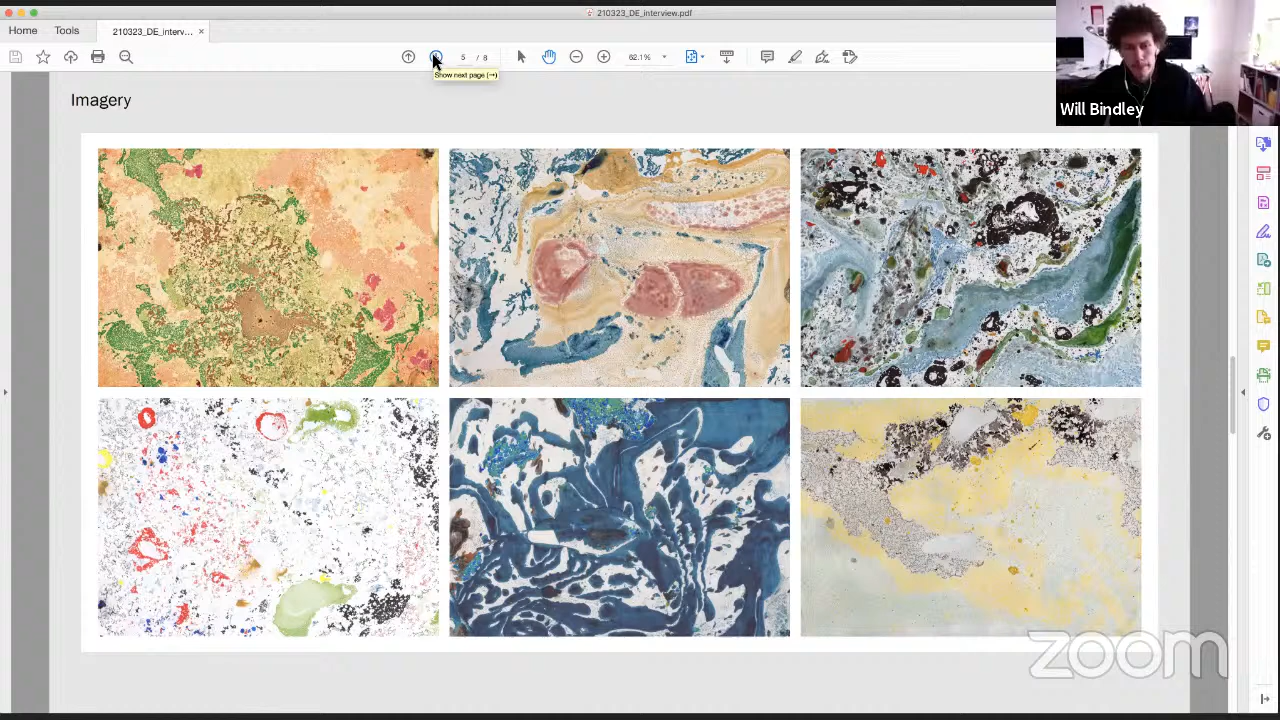 210323_DE_interview.pdf
Home Tools 210323_DE_interv... ×
5 / 8 62.1%
Show next page (→)
Will Bindley
Imagery
zoom